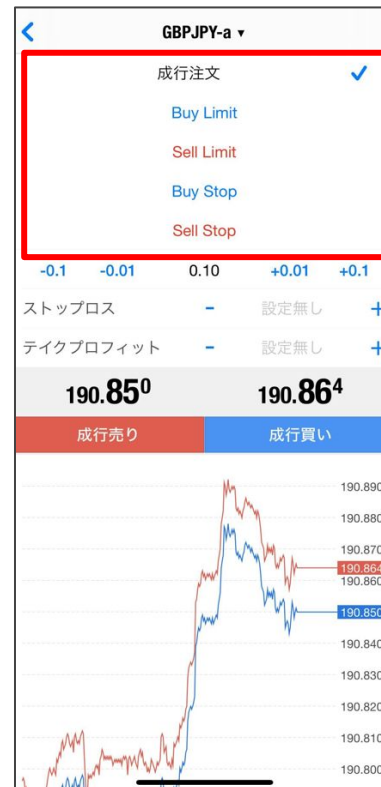 GBPJPY-a ▼
成行注文 ✓
Buy Limit
Sell Limit
Buy Stop
Sell Stop
-0.1 -0.01 0.10 +0.01 +0.1
ストップロス - 設定無し +
テイクプロフィット - 設定無し +
190.850 190.864
成行売り 成行買い
190.890
190.880
190.870
190.864
190.860
190.850
190.840
190.830
190.820
190.810
190.800